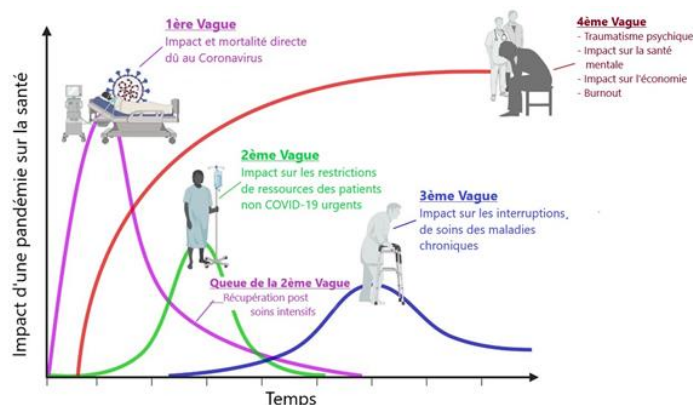 1ère Vague
Impact et mortalité directe
dû au Coronavirus
4ème Vague
- Traumatisme psychique
- Impact sur la santé
mentale
- Impact sur l'économie
- Burnout
2ème Vague
Impact sur les restrictions
de ressources des patients
non COVID-19 urgents
3ème Vague
Impact sur les interruptions,
de soins des maladies
chroniques
Queue de la 2ème Vague
Récupération post
soins intensifs
Impact d'une pandémie sur la santé
Temps